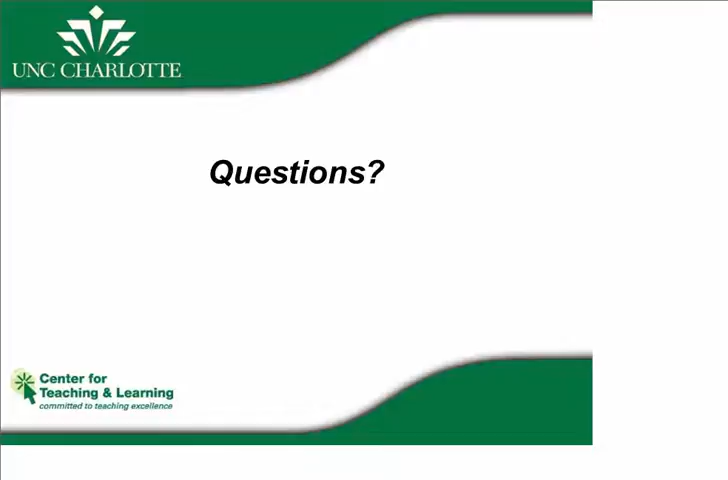 UNC CHARLOTTE
Questions?
Center for
Teaching & Learning
committed to teaching excellence